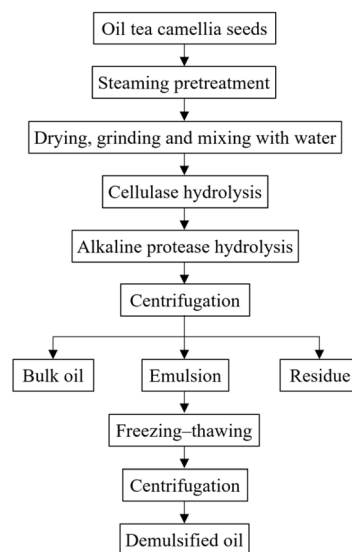 Oil tea camellia seeds
Steaming pretreatment
Drying, grinding and mixing with water
Cellulase hydrolysis
Alkaline protease hydrolysis
Centrifugation
Bulk oil
Emulsion
Residue
Freezing–thawing
Centrifugation
Demulsified oil